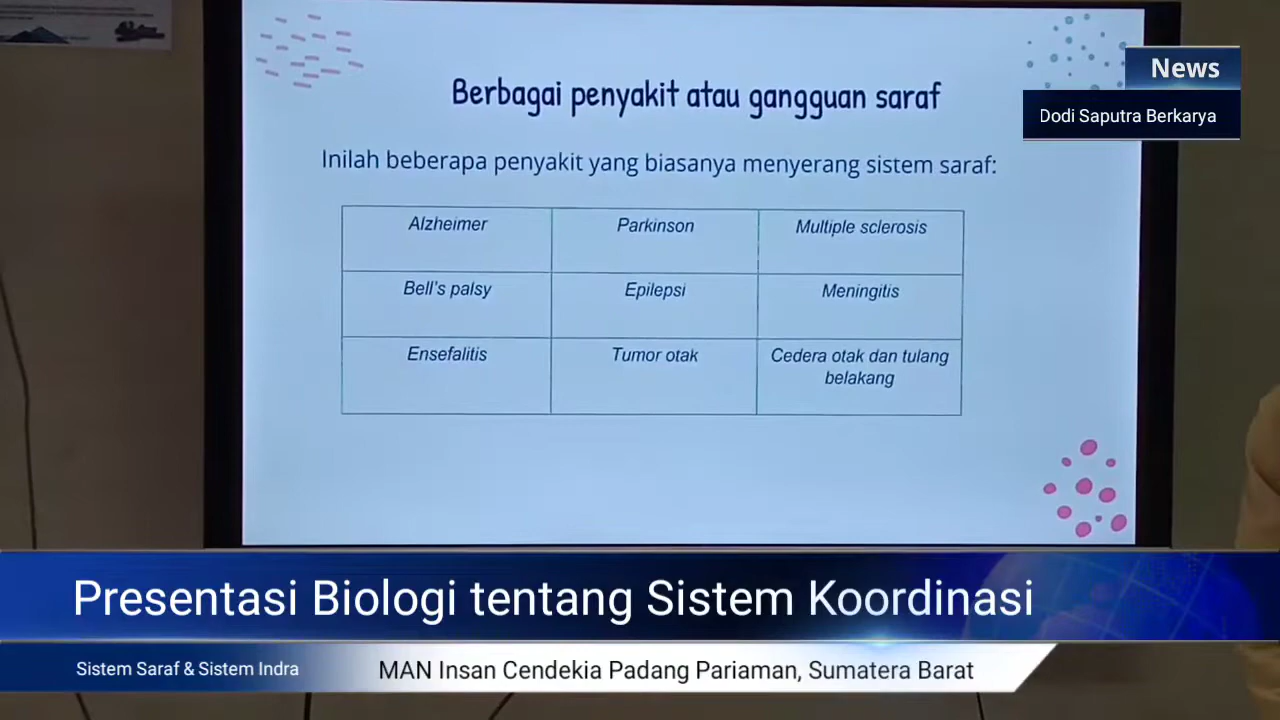 Berbagai penyakit atau gangguan saraf
News
Dodi Saputra Berkarya
Inilah beberapa penyakit yang biasanya menyerang sistem saraf:
Alzheimer
Parkinson
Multiple sclerosis
Bell's palsy
Epilepsi
Meningitis
Ensefalitis
Tumor otak
Cedera otak dan tulang
belakang
Presentasi Biologi tentang Sistem Koordinasi
Sistem Saraf & Sistem Indra
MAN Insan Cendekia Padang Pariaman, Sumatera Barat